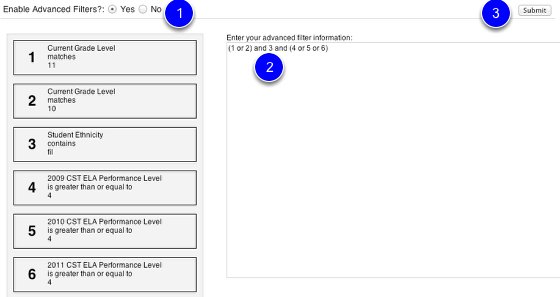 Enable Advanced Filters?: Yes No 1 3 Submit
Enter your advanced filter information:
(1 or 2) and 3 and (4 or 5 or 6)
2
1 Current Grade Level
matches
11
2 Current Grade Level
matches
10
3 Student Ethnicity
contains
fil
4 2009 CST ELA Performance Level
is greater than or equal to
4
5 2010 CST ELA Performance Level
is greater than or equal to
4
6 2011 CST ELA Performance Level
is greater than or equal to
4